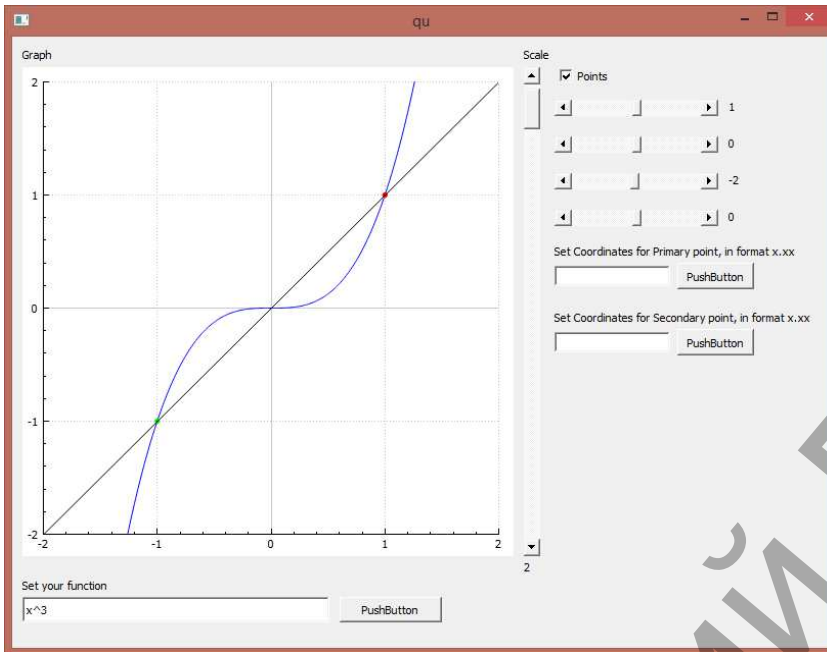 qu
Graph
Scale
2
1
0
-1
-2
-2
-1
0
1
2
2
Points
1
0
-2
0
Set Coordinates for Primary point, in format x.xx
PushButton
Set Coordinates for Secondary point, in format x.xx
PushButton
Set your function
x^3
PushButton